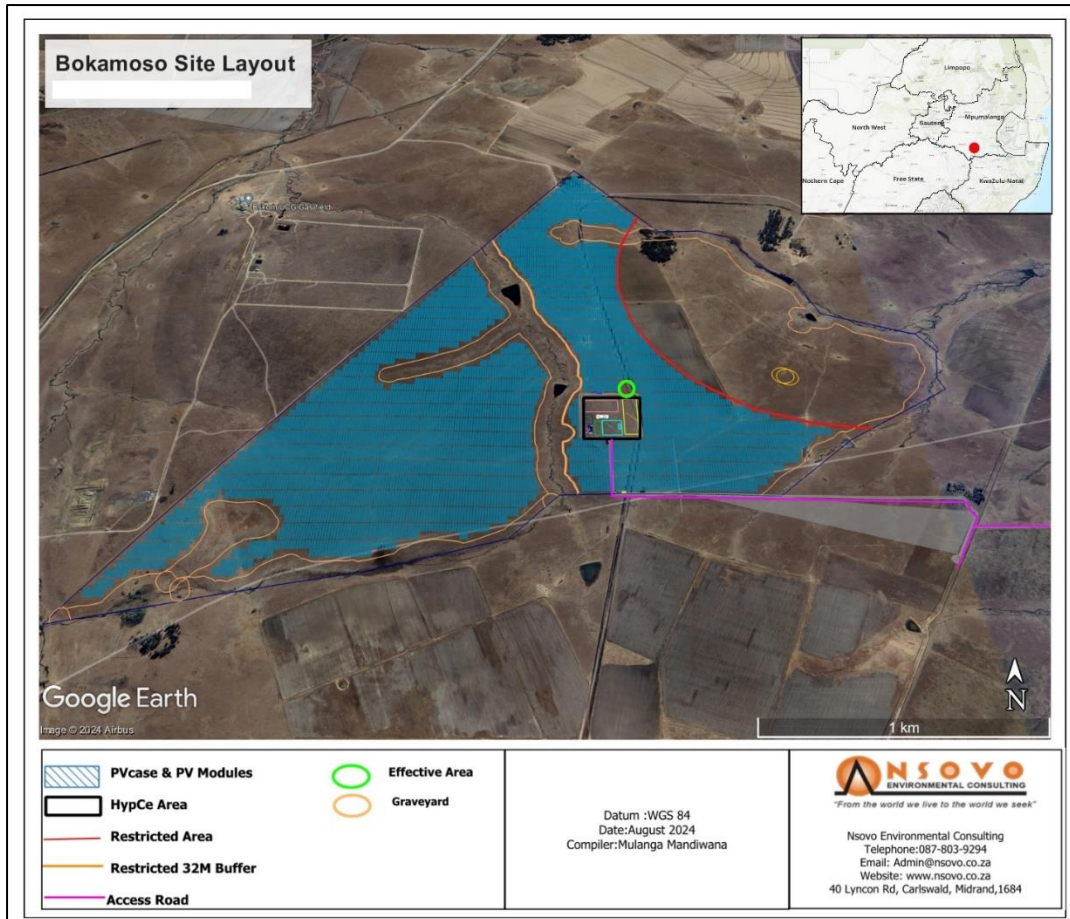 Bokamoso Site Layout
Limpopo
North West
Gauteng
Mpumalanga
Northern Cape
Free State
KwaZulu-Natal
Eskom UCG Gasifield
Google Earth
Image © 2024 Airbus
N
1 km
PVcase & PV Modules
HypCe Area
Restricted Area
Restricted 32M Buffer
Access Road
Effective Area
Graveyard
Datum :WGS 84
Date:August 2024
Compiler:Mulanga Mandiwana
NSOVO
ENVIRONMENTAL CONSULTING
"From the world we live to the world we seek"
Nsovo Environmental Consulting
Telephone:087-803-9294
Email: Admin@nsovo.co.za
Website: www.nsovo.co.za
40 Lyncon Rd, Carlswald, Midrand,1684